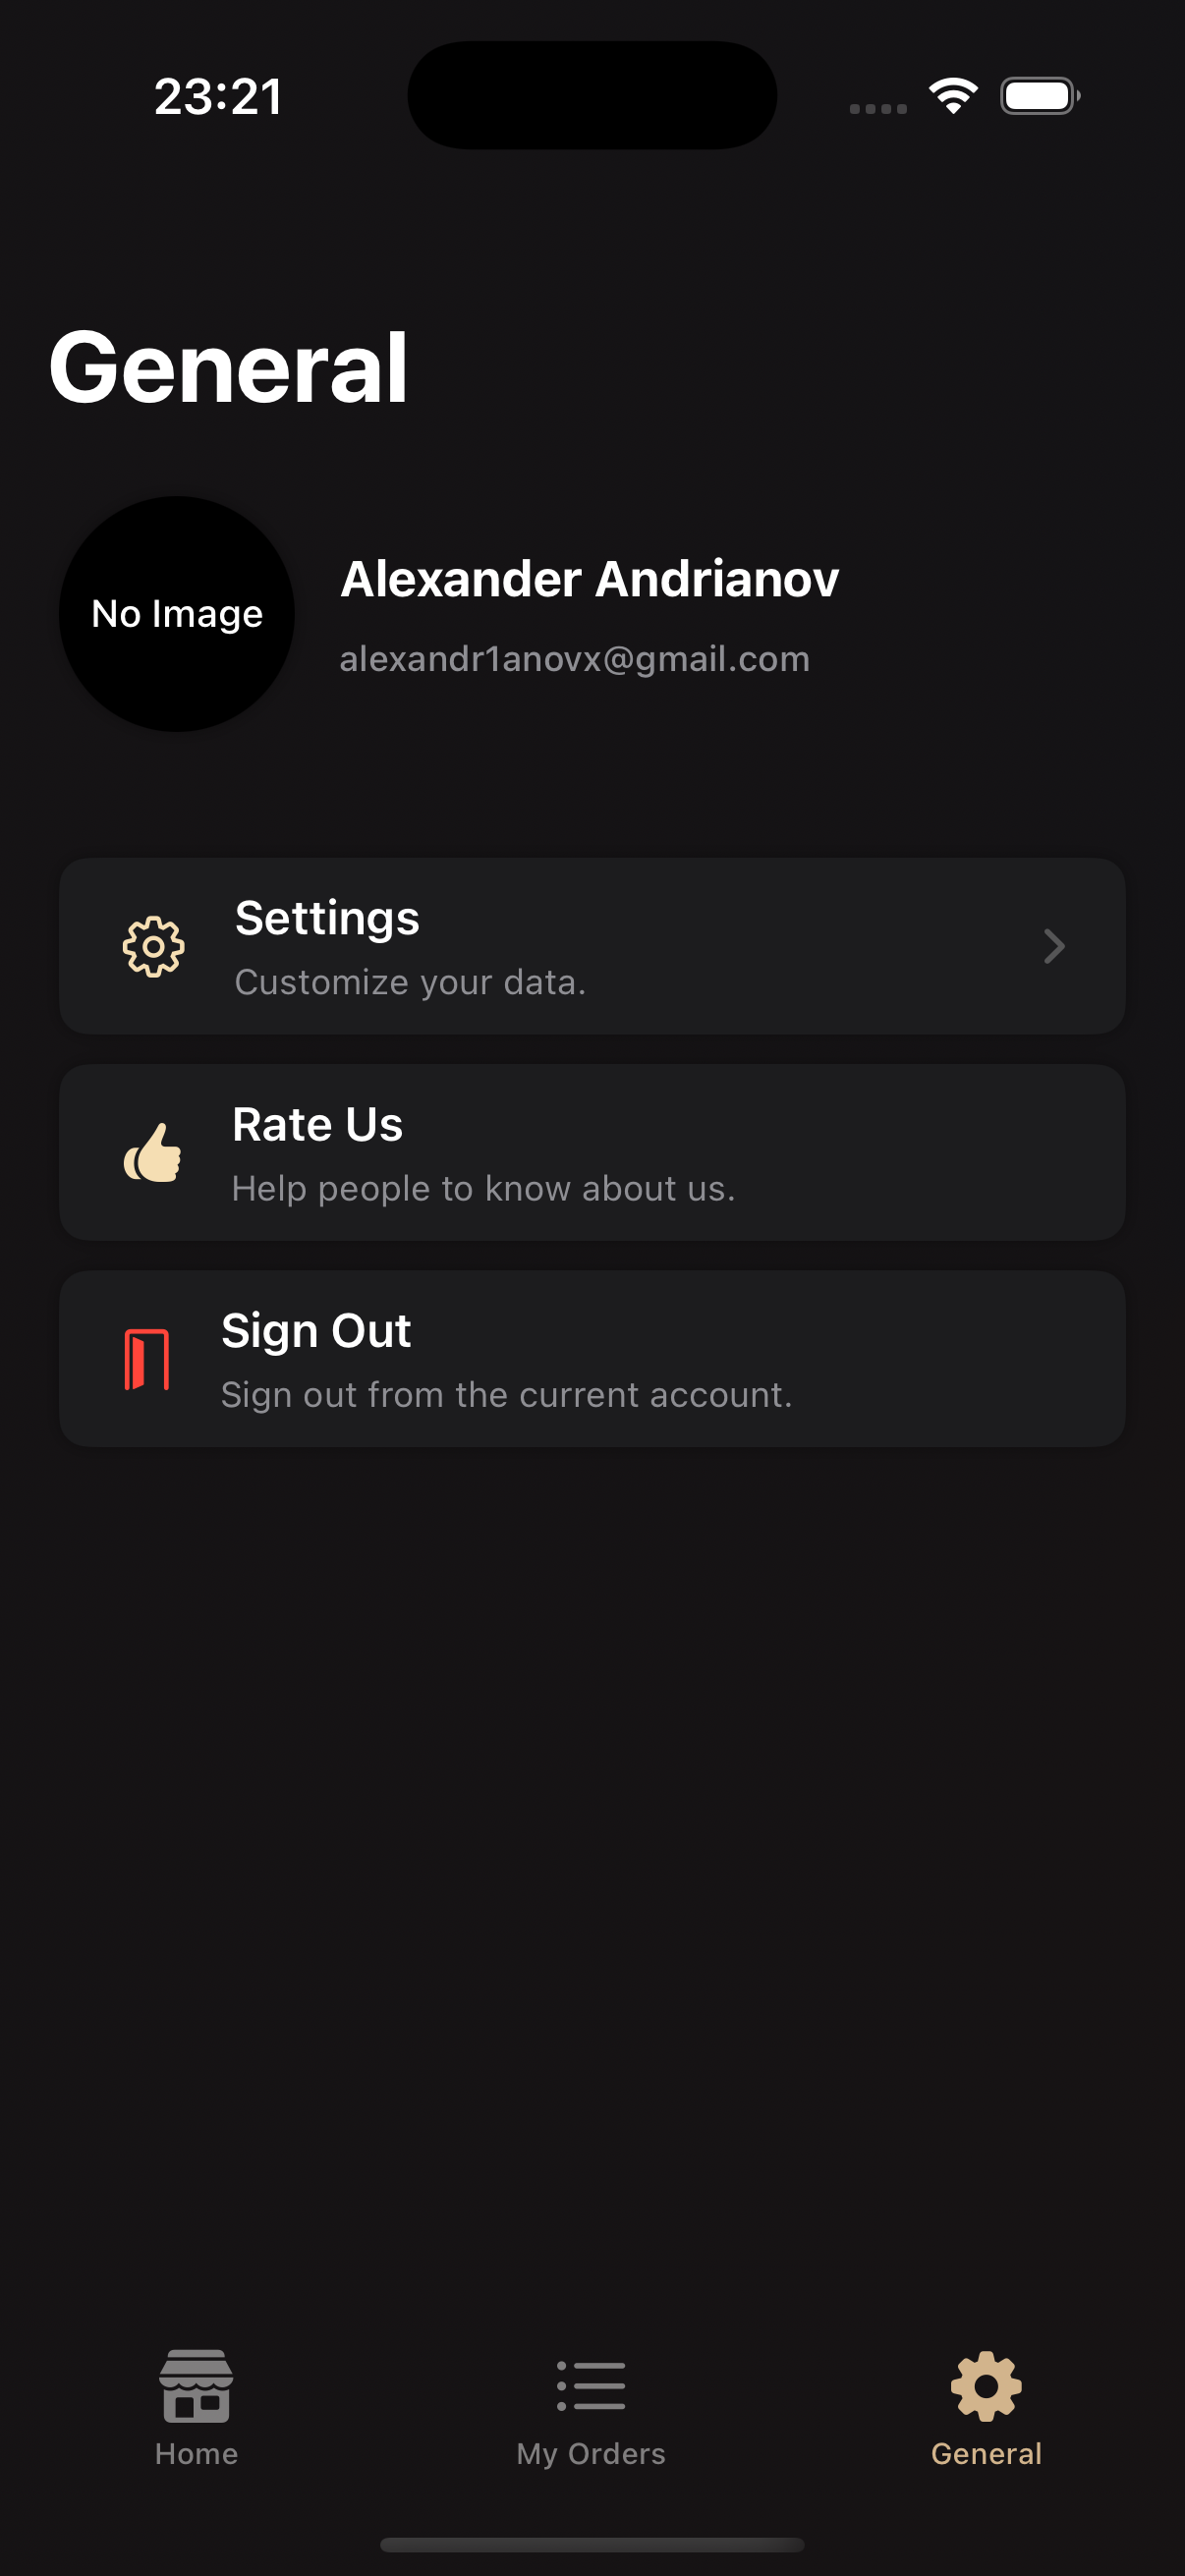 23:21
General
No Image
Alexander Andrianov
alexandr1anovx@gmail.com
Settings
Customize your data.
Rate Us
Help people to know about us.
Sign Out
Sign out from the current account.
Home
My Orders
General